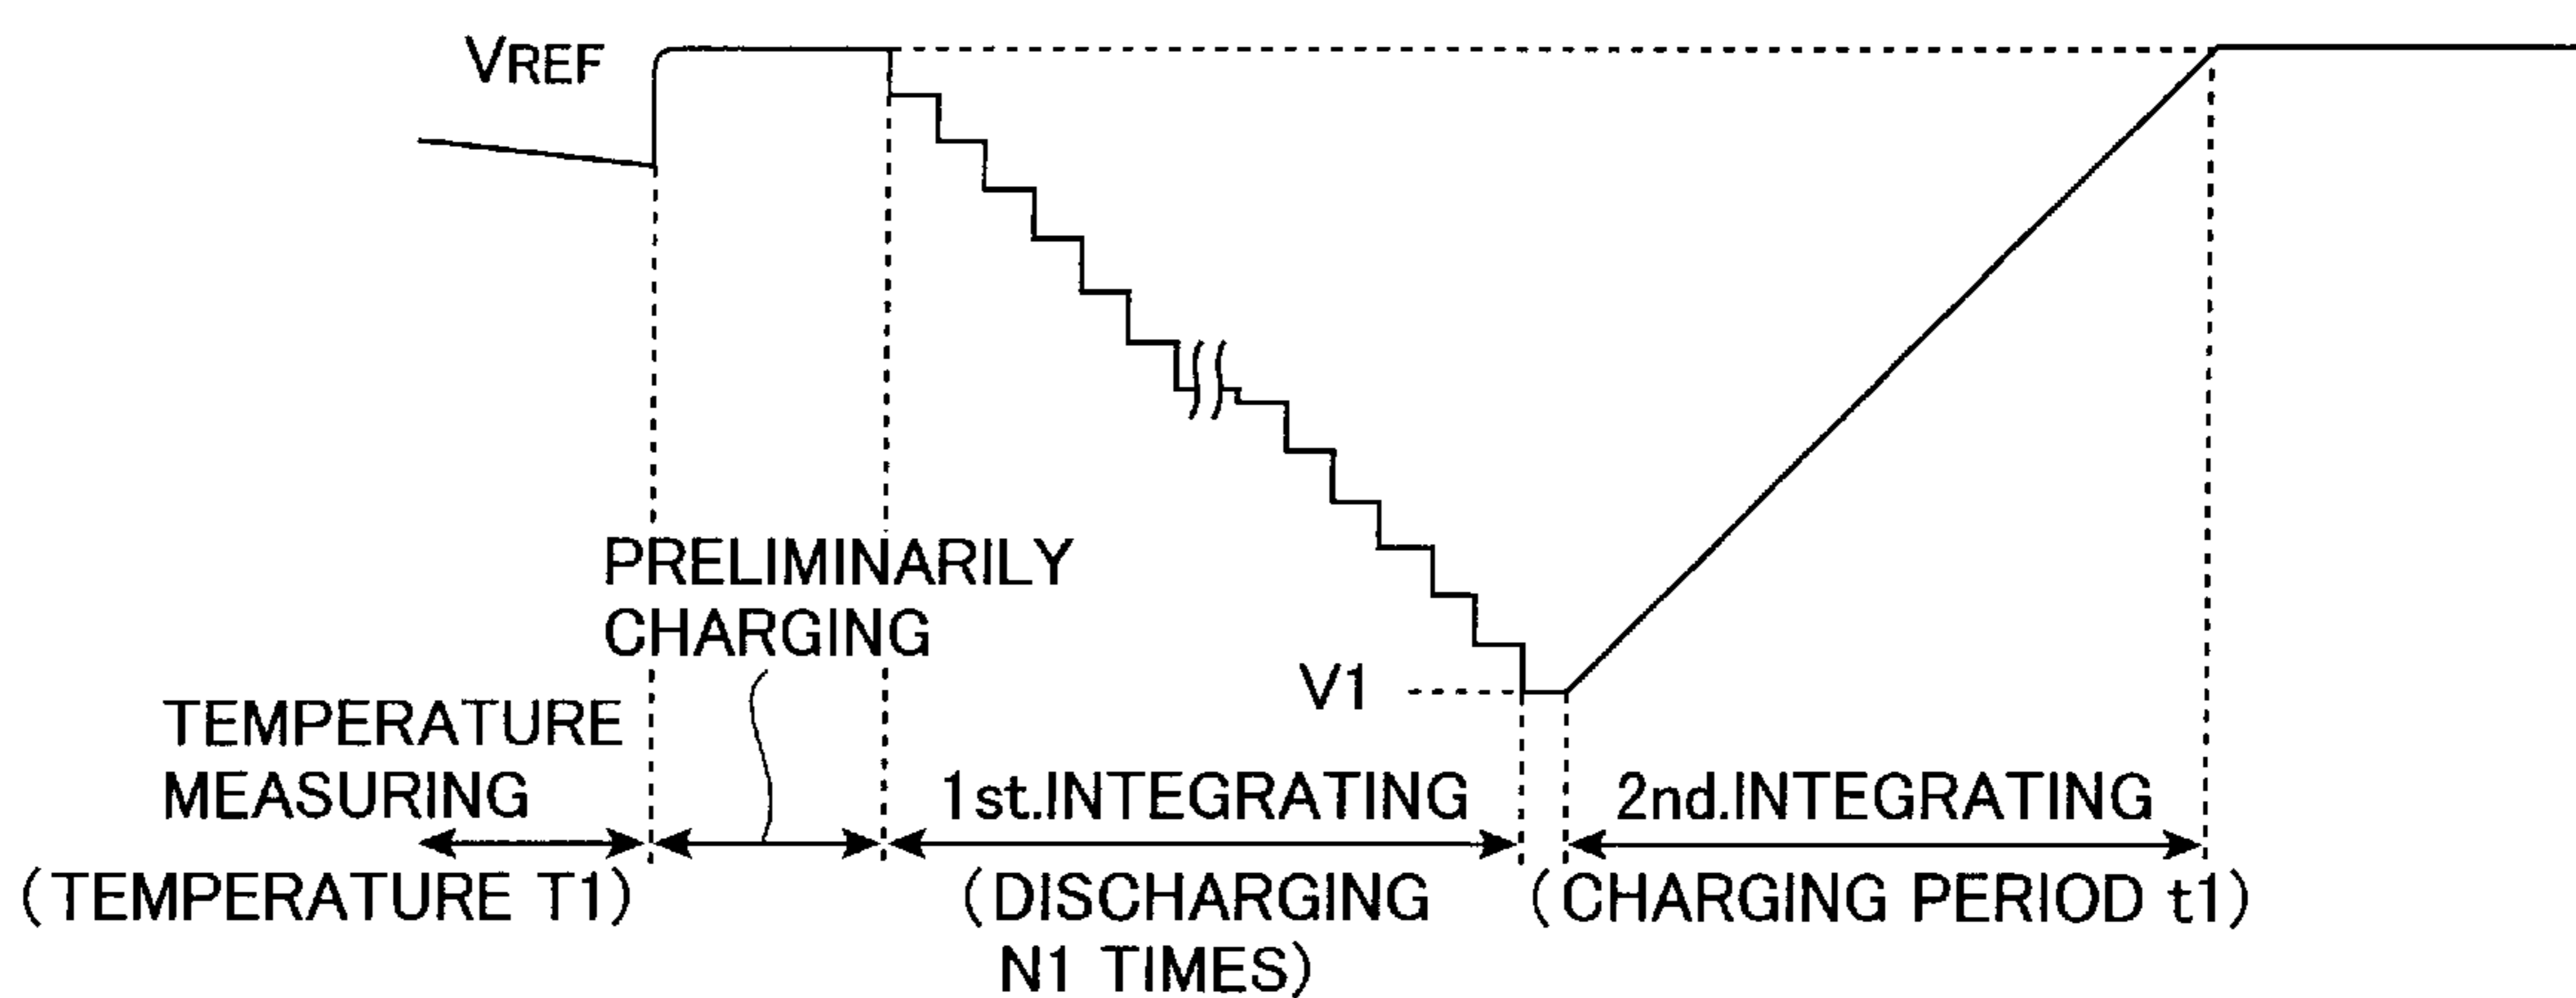 VREF
PRELIMINARILY
CHARGING
V1
TEMPERATURE
MEASURING
1st.INTEGRATING
2nd.INTEGRATING
(TEMPERATURE T1)
(DISCHARGING
N1 TIMES)
(CHARGING PERIOD t1)